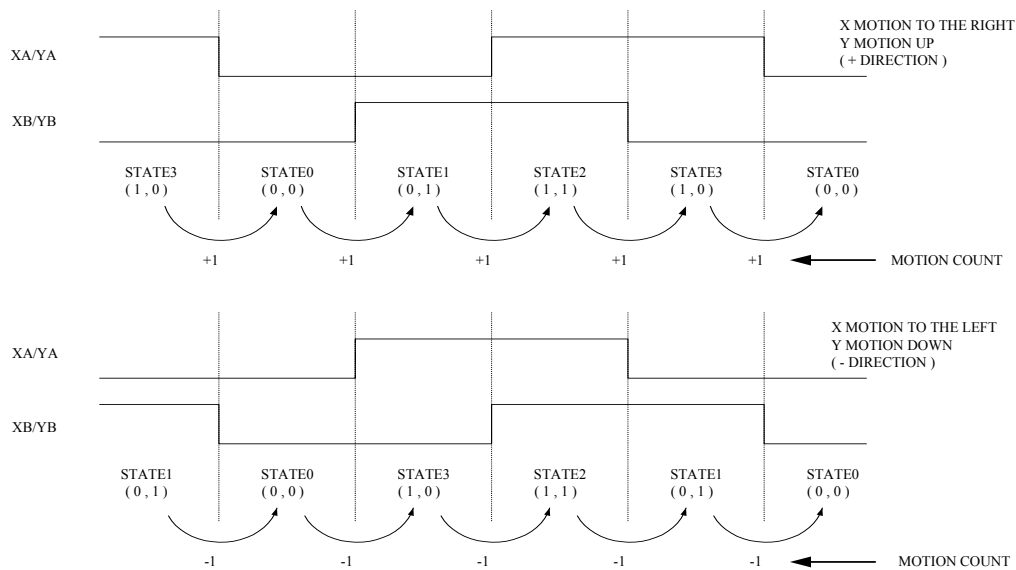 X MOTION TO THE RIGHT
Y MOTION UP
( + DIRECTION )
XA/YA
XB/YB
STATE3 STATE0 STATE1 STATE2 STATE3 STATE0
( 1 , 0 ) ( 0 , 0 ) ( 0 , 1 ) ( 1 , 1 ) ( 1 , 0 ) ( 0 , 0 )
+1 +1 +1 +1 +1 MOTION COUNT
X MOTION TO THE LEFT
Y MOTION DOWN
( - DIRECTION )
XA/YA
XB/YB
STATE1 STATE0 STATE3 STATE2 STATE1 STATE0
( 0 , 1 ) ( 0 , 0 ) ( 1 , 0 ) ( 1 , 1 ) ( 0 , 1 ) ( 0 , 0 )
-1 -1 -1 -1 -1 MOTION COUNT